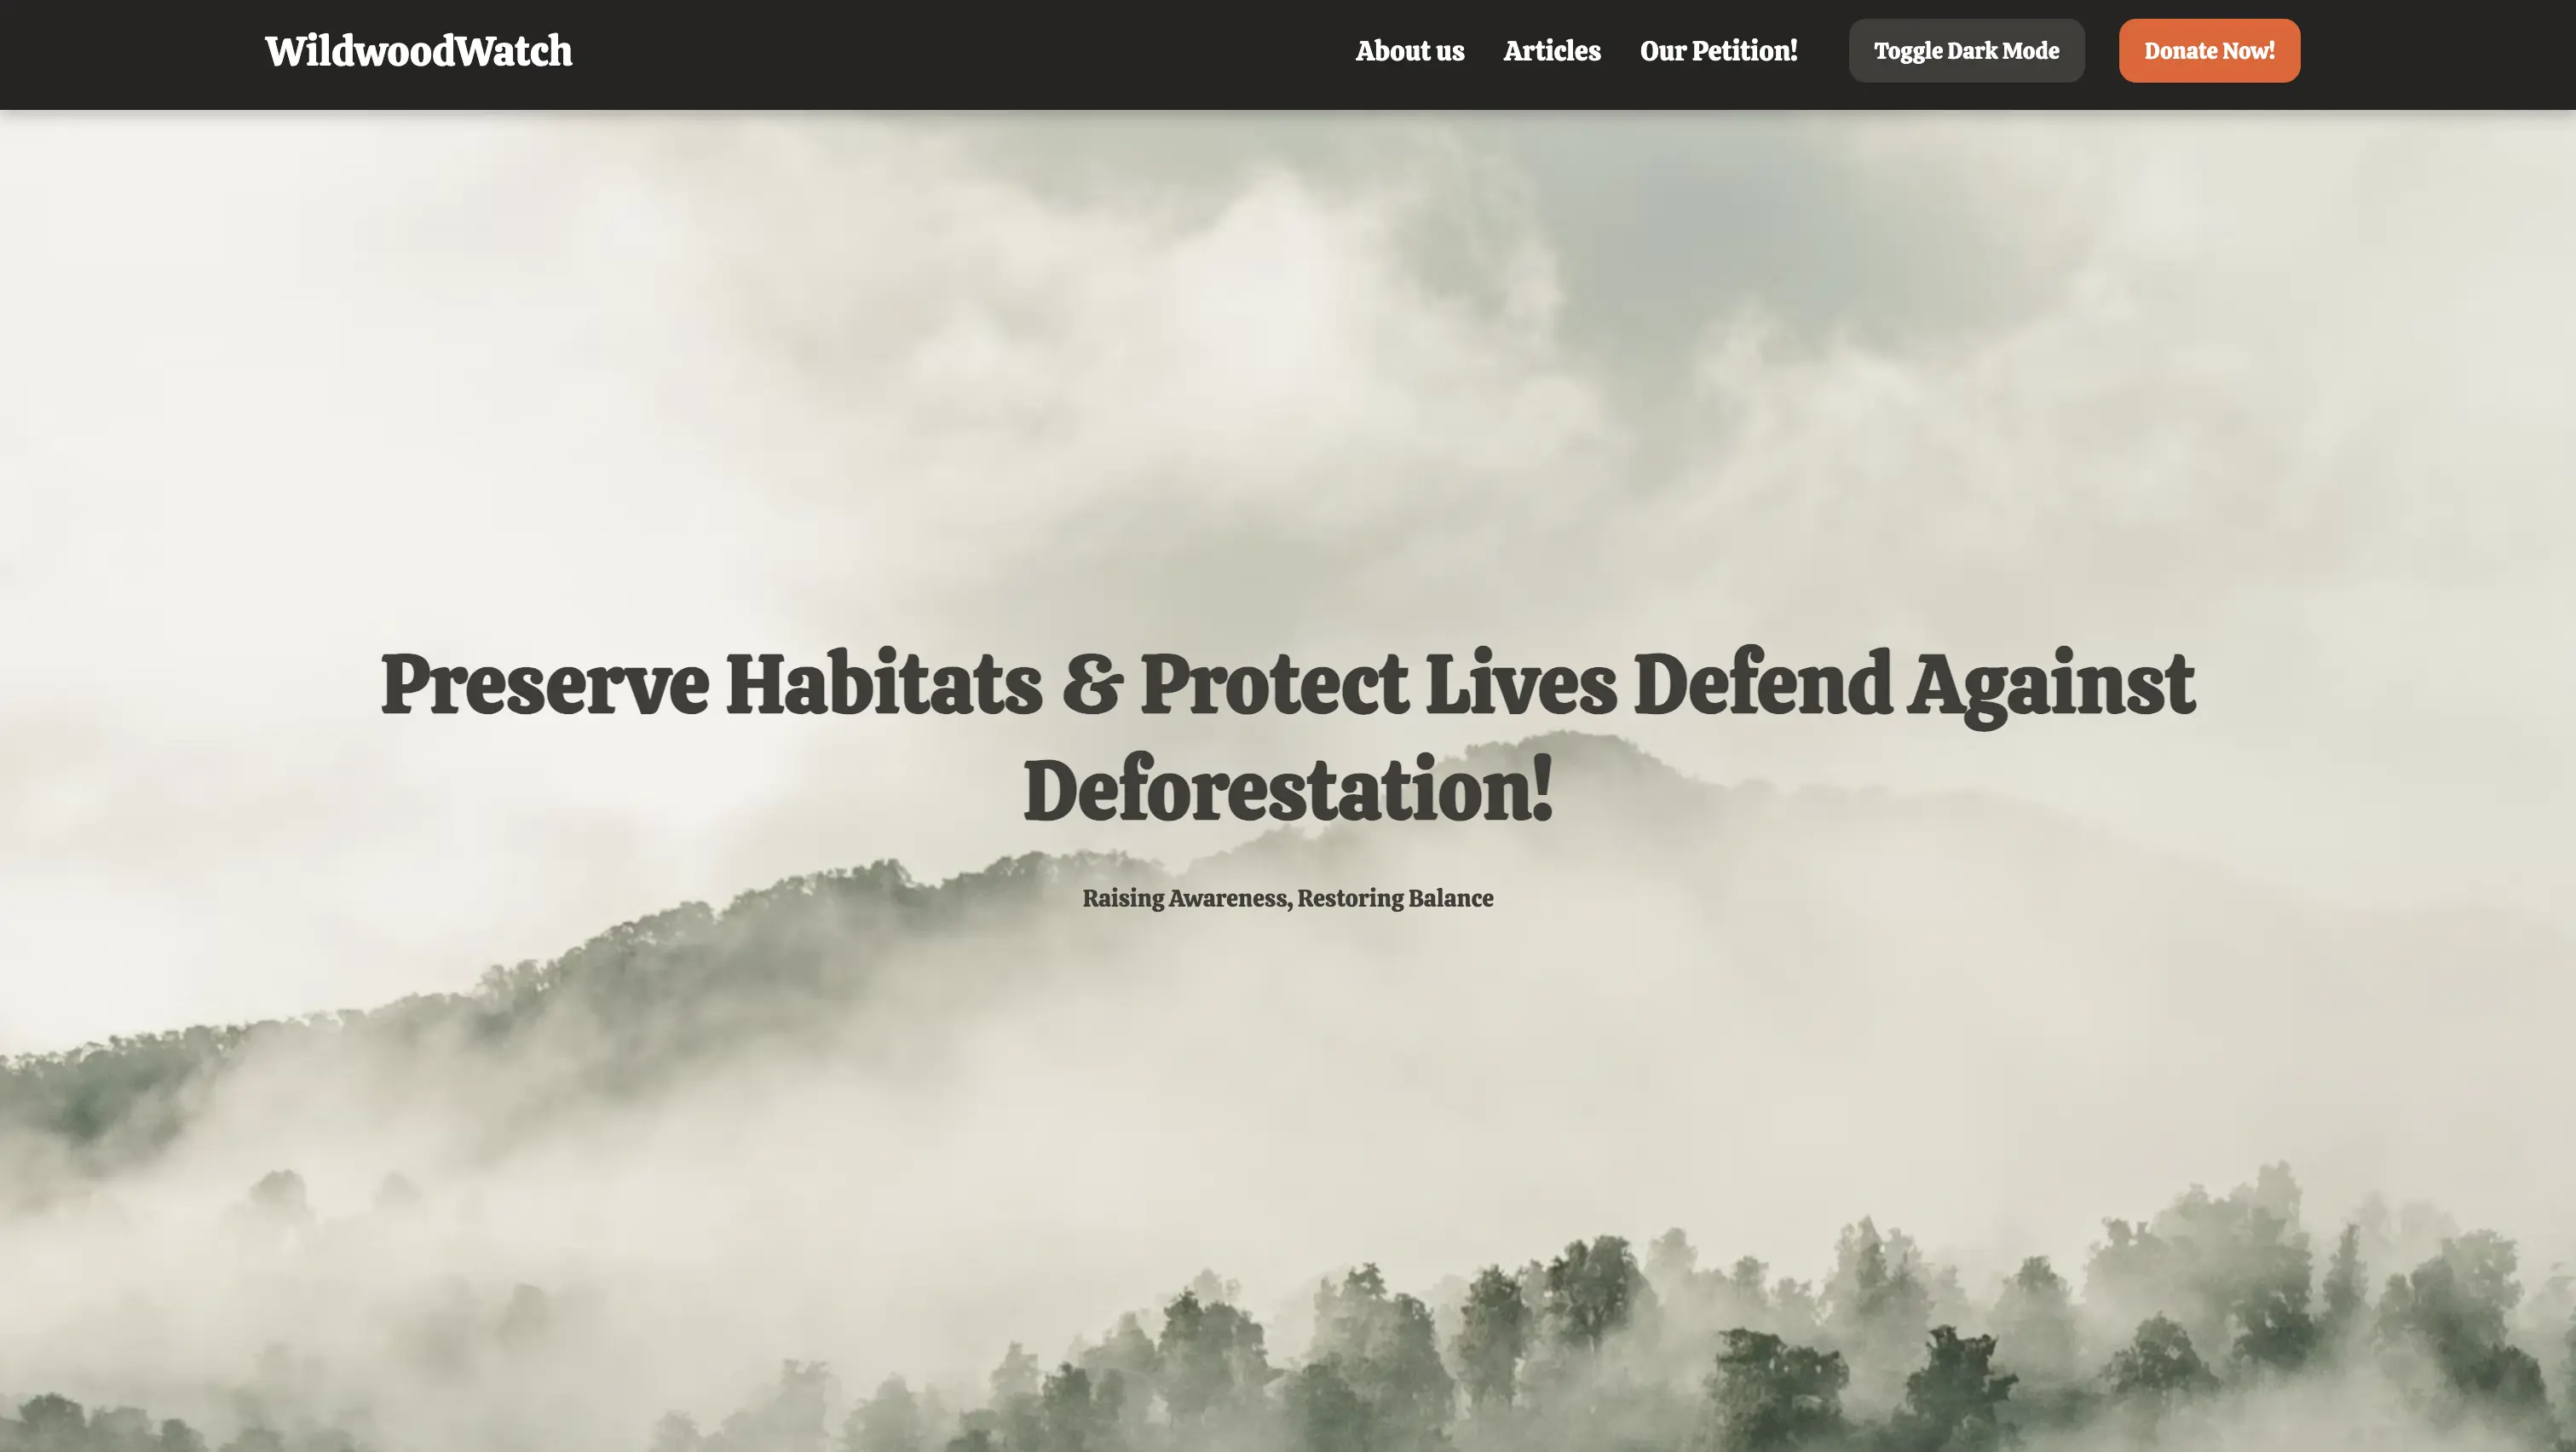 WildwoodWatch
About us
Articles
Our Petition!
Toggle Dark Mode
Donate Now!
Preserve Habitats & Protect Lives Defend Against
Deforestation!
Raising Awareness, Restoring Balance